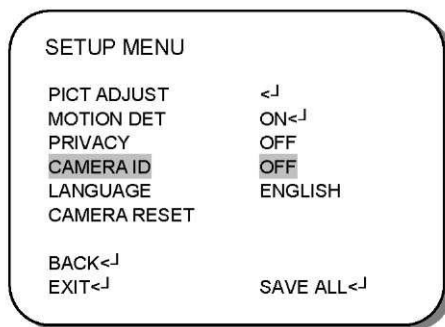 SETUP MENU
PICT ADJUST <┘
MOTION DET ON<┘
PRIVACY OFF
CAMERA ID OFF
LANGUAGE ENGLISH
CAMERA RESET
BACK<┘
EXIT<┘ SAVE ALL<┘